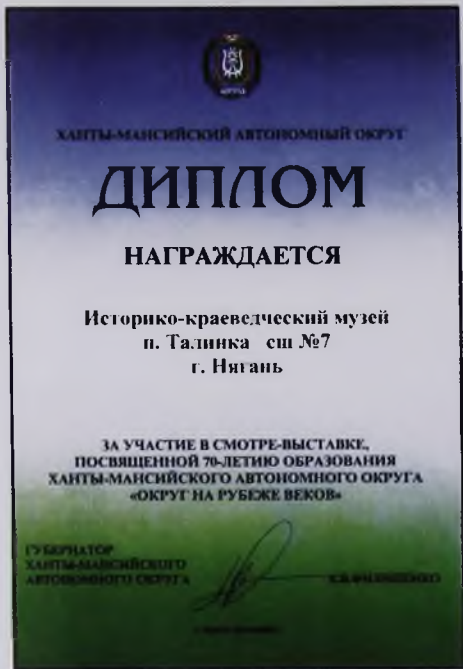 ХАНТЫ-МАНСИЙСКИЙ АВТОНОМНЫЙ ОКРУГ
ДИПЛОМ
НАГРАЖДАЕТСЯ
Историко-краеведческий музей
п. Талинка сш №7
г. Нягань
ЗА УЧАСТИЕ В СМОТРЕ-ВЫСТАВКЕ,
ПОСВЯЩЕННОЙ 70-ЛЕТИЮ ОБРАЗОВАНИЯ
ХАНТЫ-МАНСИЙСКОГО АВТОНОМНОГО ОКРУГА
«ОКРУГ НА РУБЕЖЕ ВЕКОВ»
ГУБЕРНАТОР
ХАНТЫ-МАНСИЙСКОГО
АВТОНОМНОГО ОКРУГА
А.В.ФИЛИПЕНКО